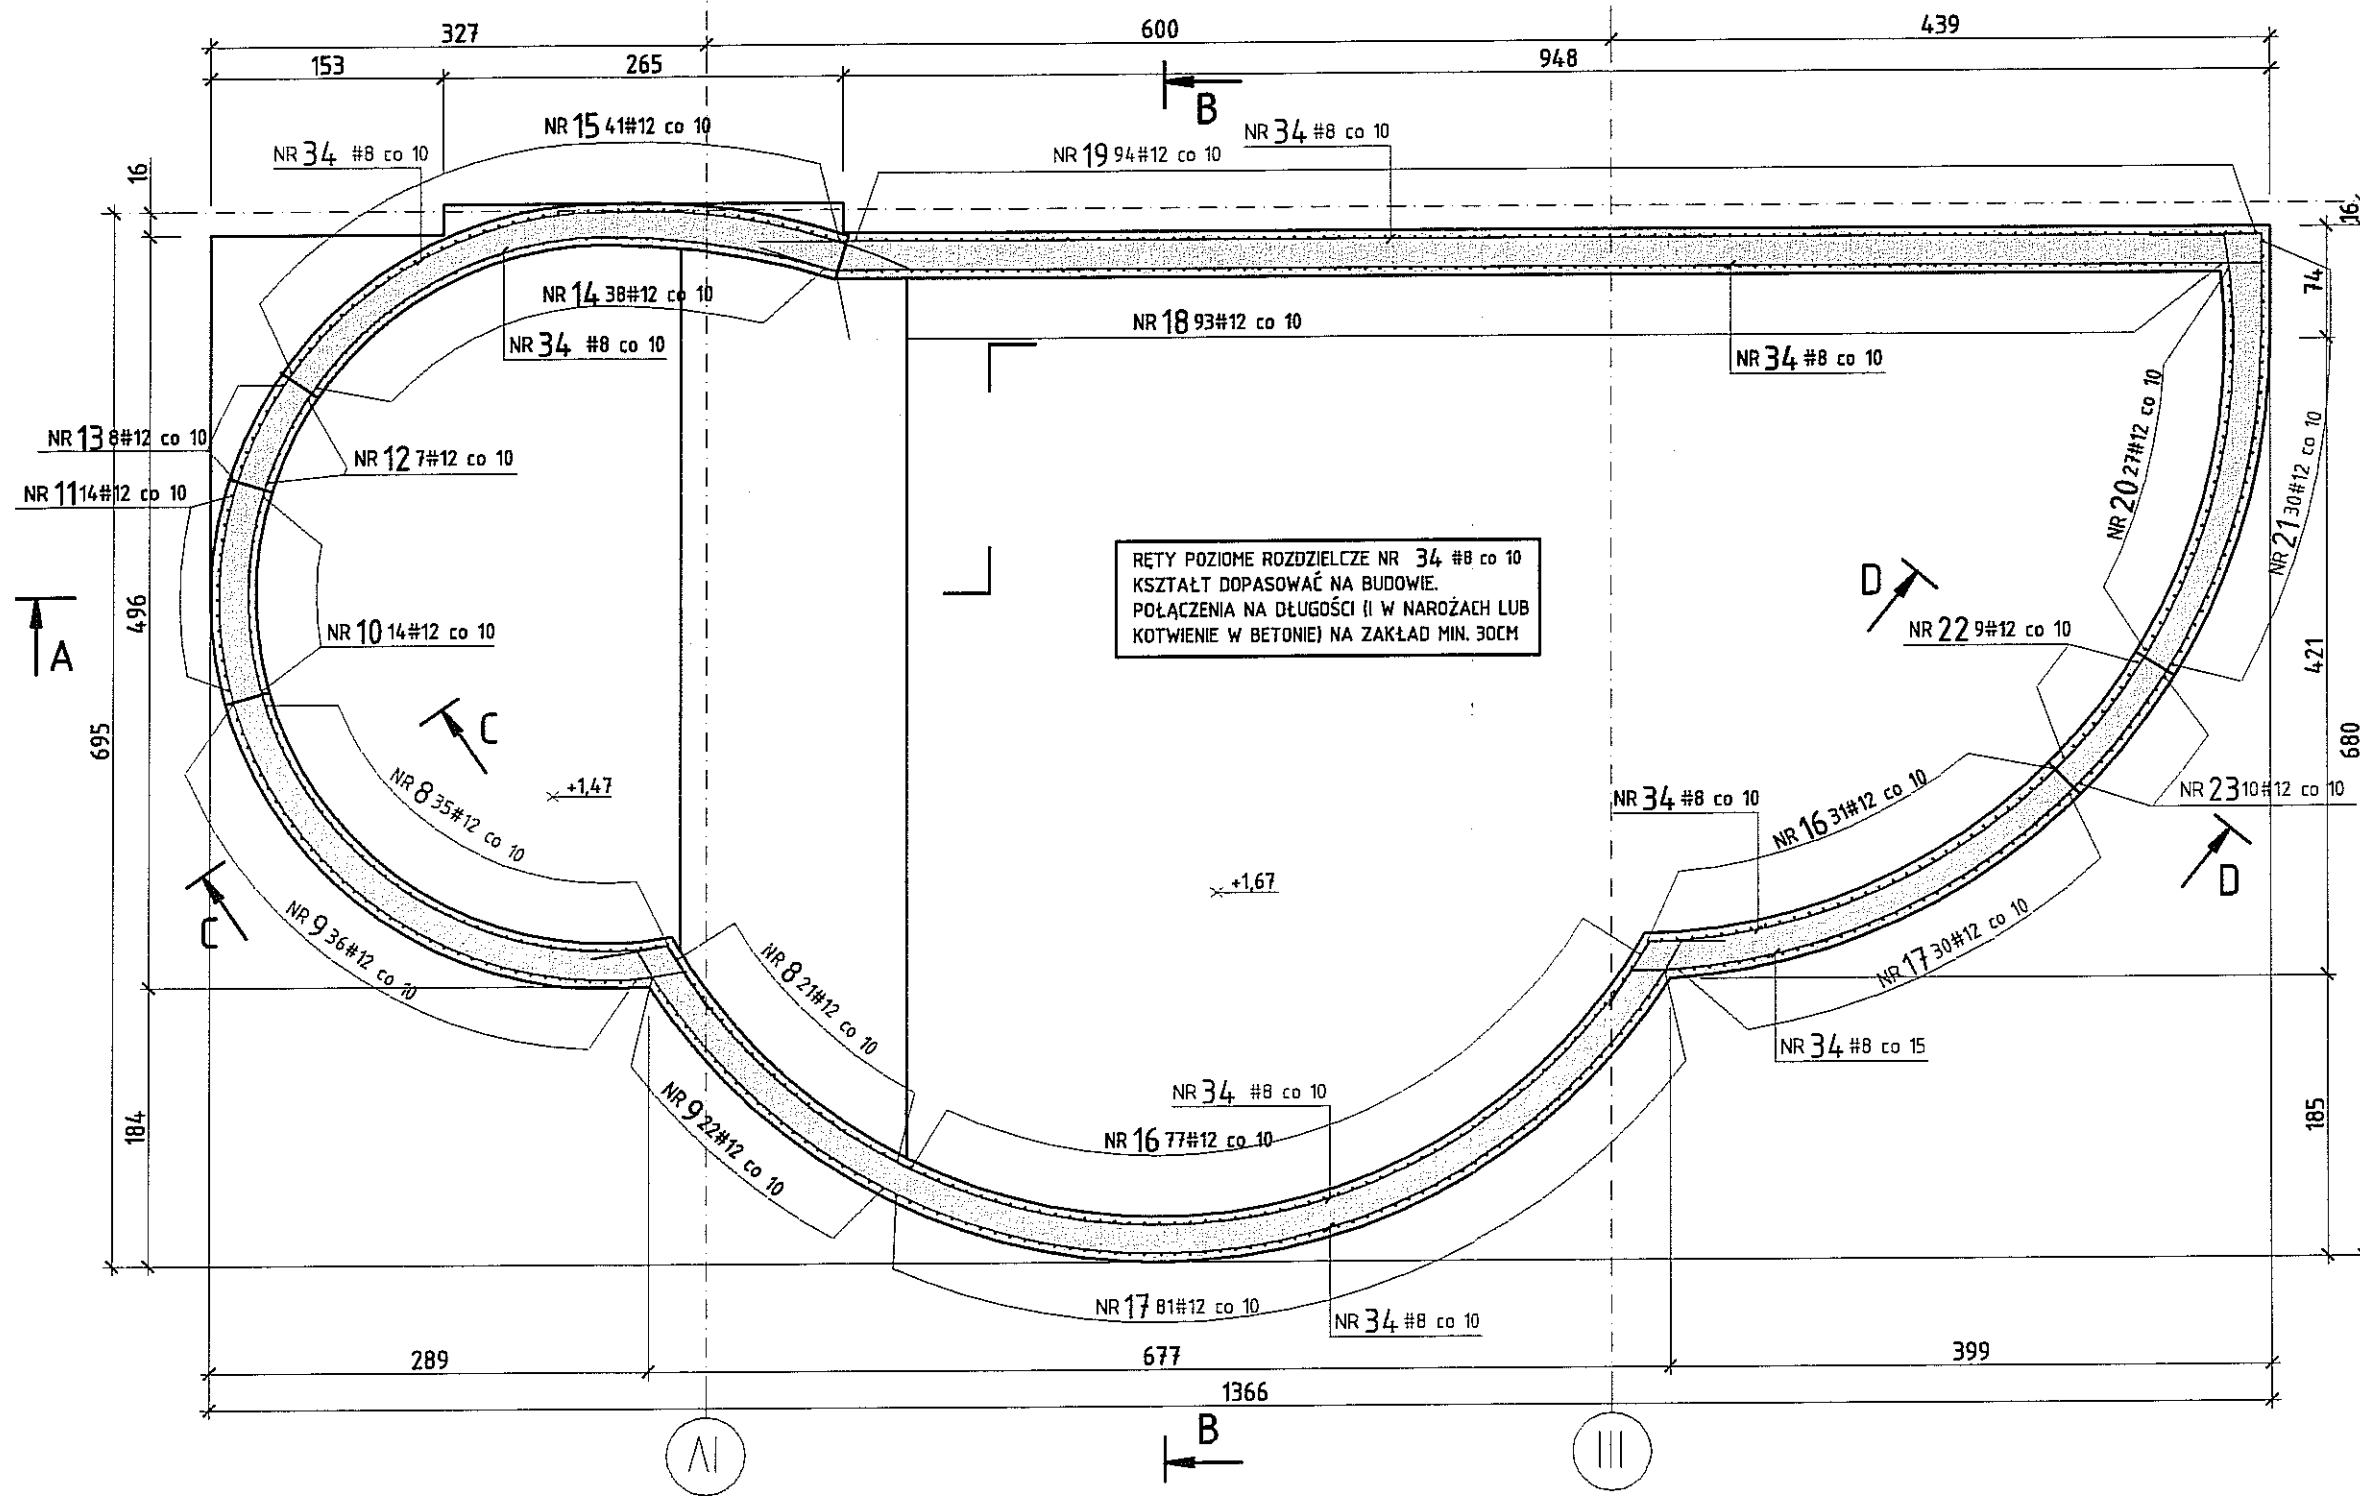 327
600
439
153
265
948
B
NR 15 41#12 co 10
NR 34 #8 co 10
NR 34 #8 co 10
NR 19 94#12 co 10
16
16
74
NR 14 38#12 co 10
NR 34 #8 co 10
NR 18 93#12 co 10
NR 34 #8 co 10
NR 13 8#12 co 10
NR 12 7#12 co 10
NR 11 14#12 co 10
NR 20 27#12 co 10
NR 21 30#12 co 10
RĘTY POZIOME ROZDZIELCZE NR 34 #8 co 10
KSZTAŁT DOPASOWAĆ NA BUDOWIE.
POŁĄCZENIA NA DŁUGOŚCI (I W NAROŻACH LUB
KOTWIENIE W BETONIE) NA ZAKŁAD MIN. 30CM
D
496
A
NR 10 14#12 co 10
NR 22 9#12 co 10
421
695
C
680
NR 8 35#12 co 10
+1,47
NR 34 #8 co 10
NR 16 31#12 co 10
NR 23 10#12 co 10
+1,67
D
C
NR 9 36#12 co 10
NR 8 21#12 co 10
NR 17 30#12 co 10
NR 34 #8 co 15
184
185
NR 9 22#12 co 10
NR 34 #8 co 10
NR 16 77#12 co 10
NR 17 81#12 co 10
NR 34 #8 co 10
289
677
399
1366
B
IV
III